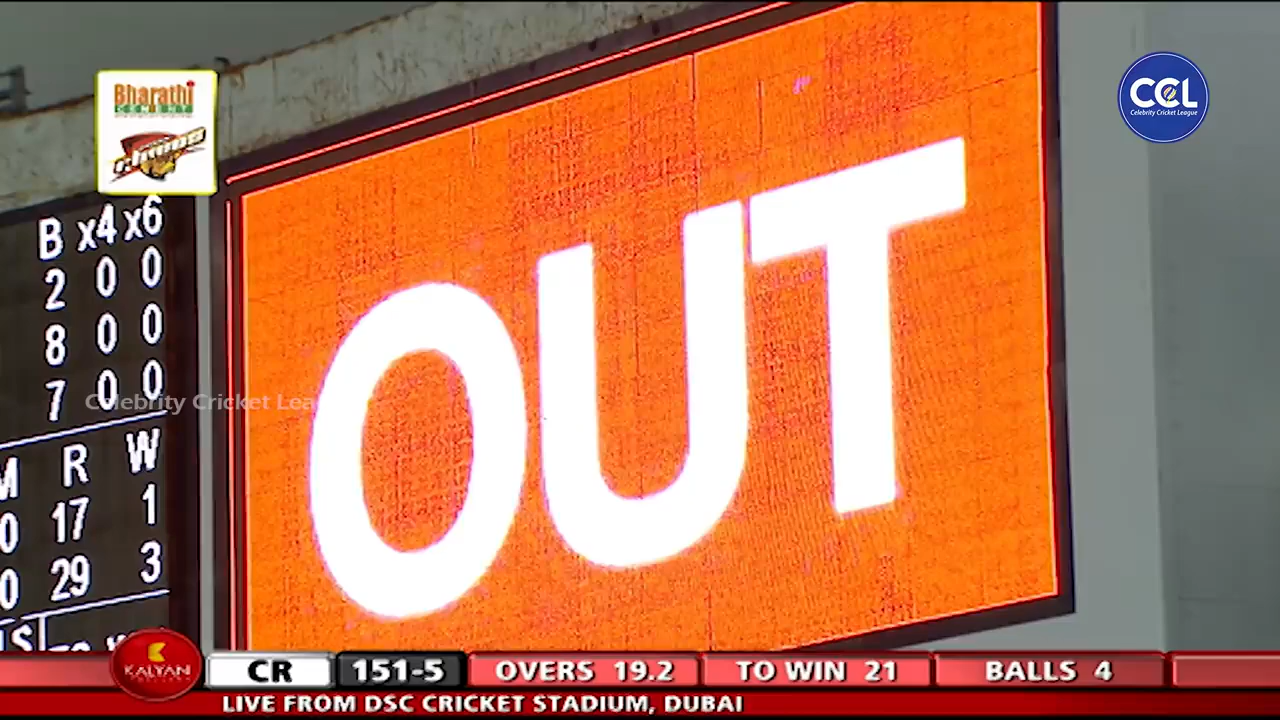 Bharathi
CEMENT
rhinos
CCL
Celebrity Cricket League
OUT
B x4 x6
2 0 0
8 0 0
7 0 0
Celebrity Cricket Lea
M R W
0 17 1
0 29 3
KALYAN
CR 151-5 OVERS 19.2 TO WIN 21 BALLS 4
LIVE FROM DSC CRICKET STADIUM, DUBAI